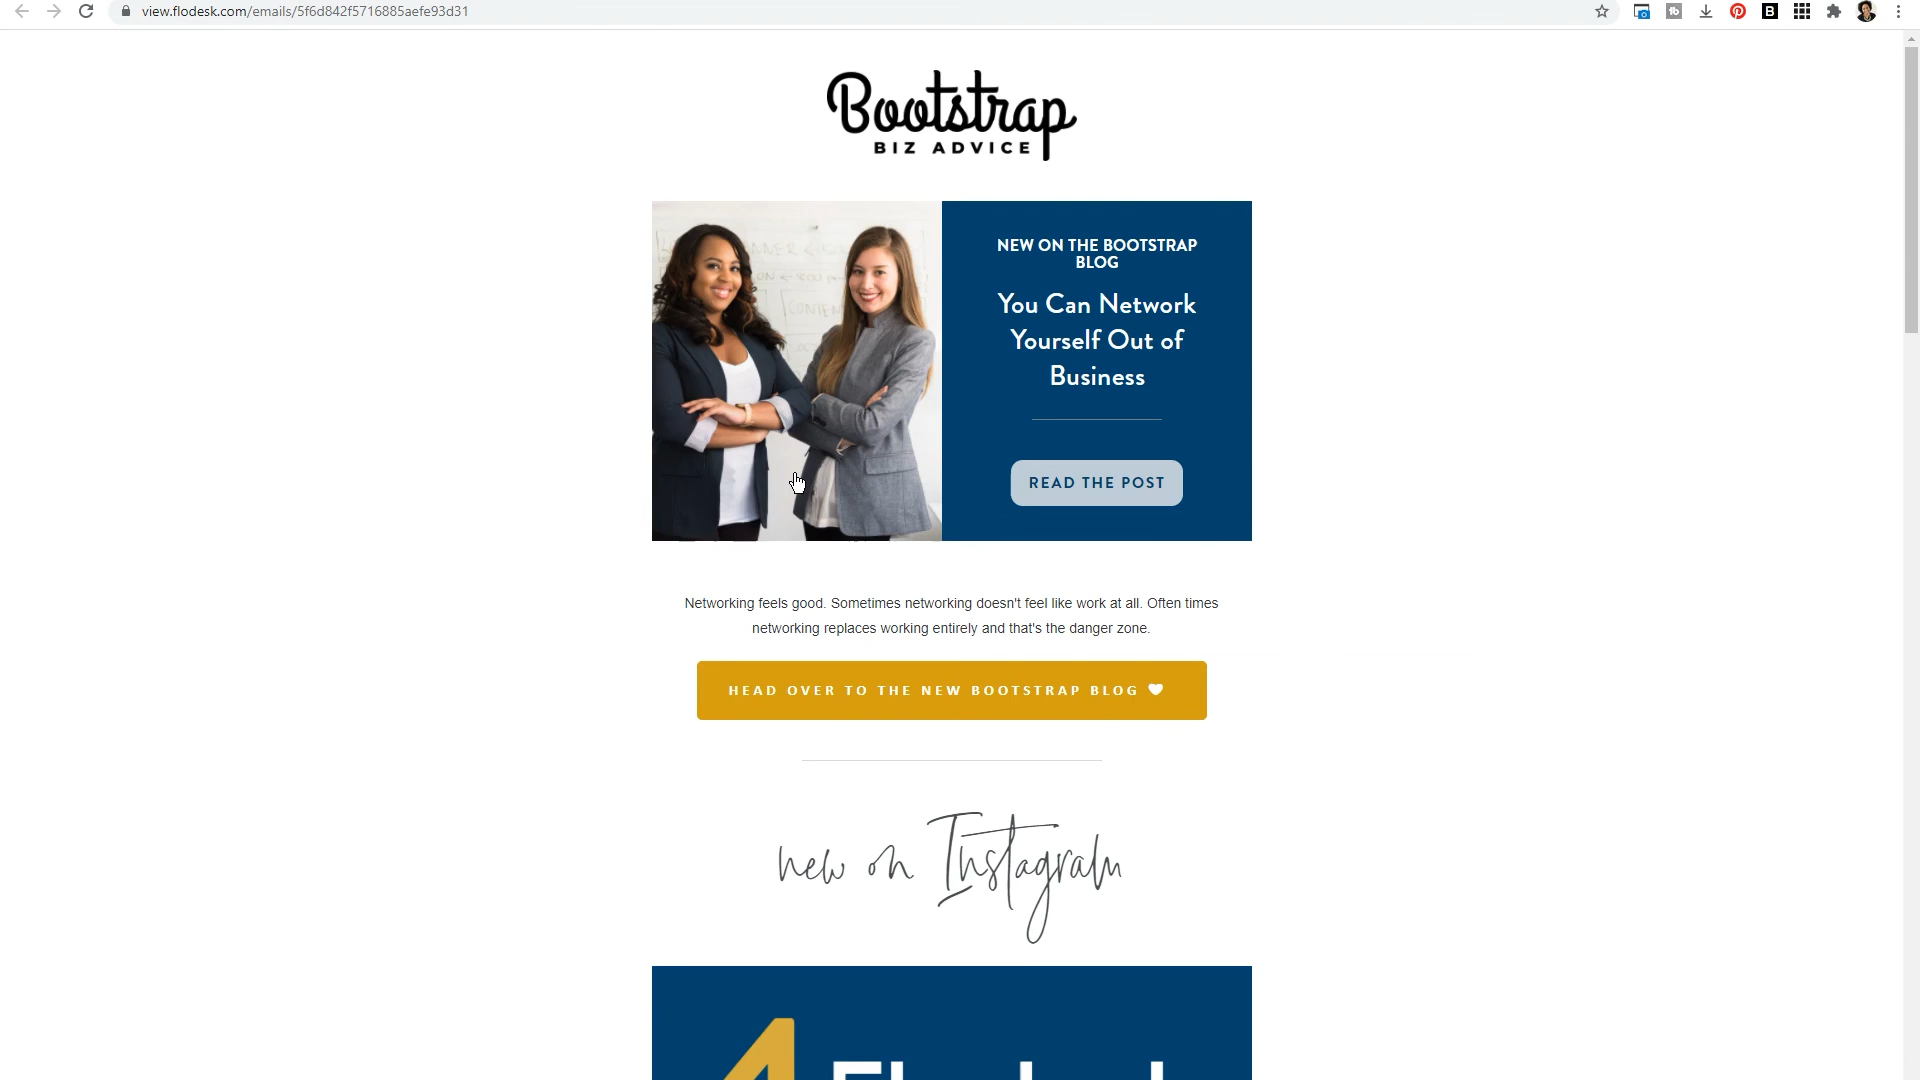 view.flodesk.com/emails/5f6d842f5716885aefe93d31
Bootstrap
BIZ ADVICE
NEW ON THE BOOTSTRAP
BLOG
You Can Network
Yourself Out of
Business
READ THE POST
Networking feels good. Sometimes networking doesn't feel like work at all. Often times
networking replaces working entirely and that's the danger zone.
HEAD OVER TO THE NEW BOOTSTRAP BLOG
new on Instagram
4